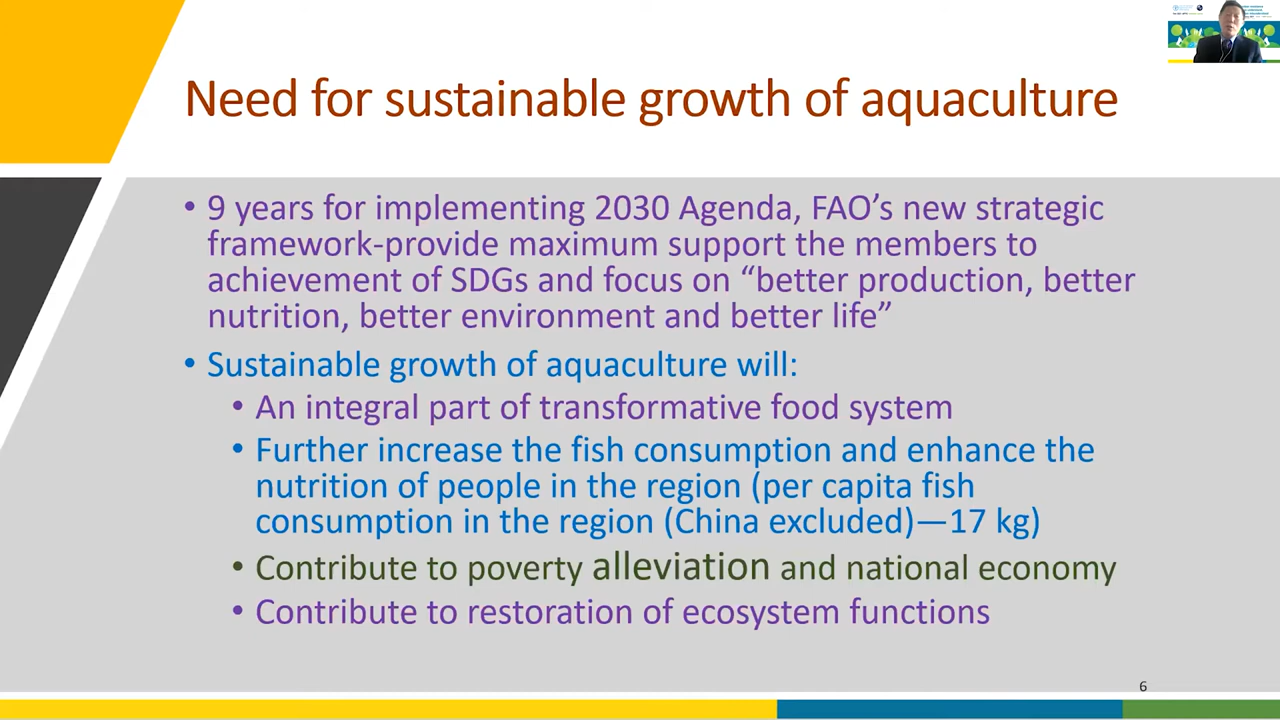 Need for sustainable growth of aquaculture
• 9 years for implementing 2030 Agenda, FAO's new strategic
framework-provide maximum support the members to
achievement of SDGs and focus on “better production, better
nutrition, better environment and better life”
• Sustainable growth of aquaculture will:
• An integral part of transformative food system
• Further increase the fish consumption and enhance the
nutrition of people in the region (per capita fish
consumption in the region (China excluded)—17 kg)
• Contribute to poverty alleviation and national economy
• Contribute to restoration of ecosystem functions
6